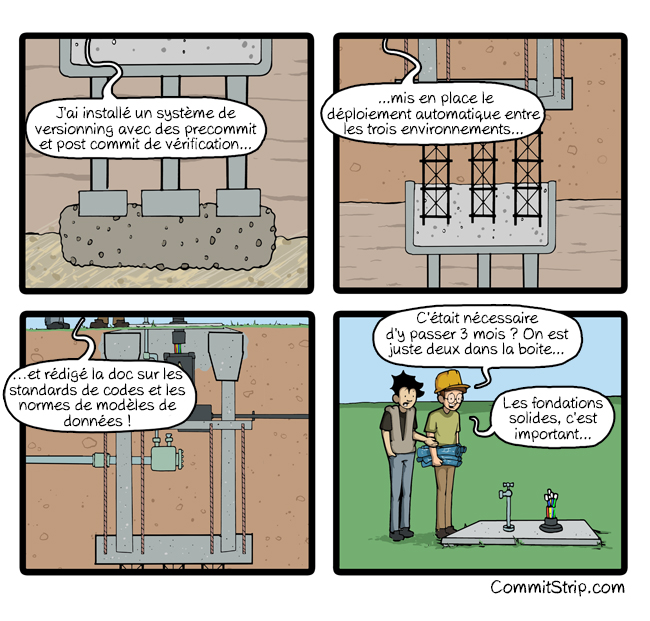 J'ai installé un système de
versionning avec des precommit
et post commit de vérification...
...mis en place le
déploiement automatique entre
les trois environnements...
...et rédigé la doc sur les
standards de codes et les
normes de modèles de
données !
C'était nécessaire
d'y passer 3 mois ? On est
juste deux dans la boite...
Les fondations
solides, c'est
important...
CommitStrip.com